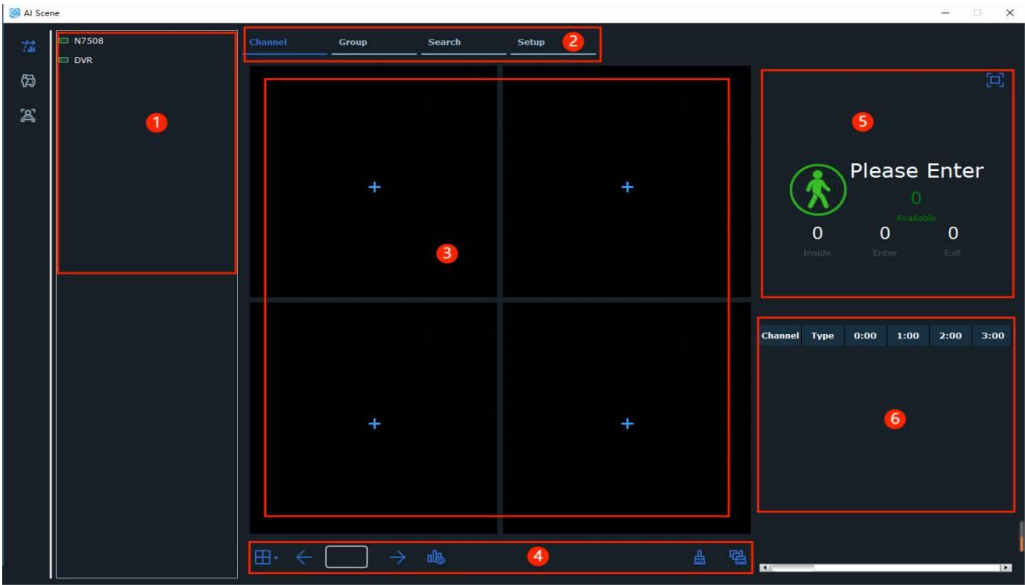 AI Scene
N7508
DVR
1
Channel Group Search Setup 2
3
4
5
Please Enter
0
Available
0 0 0
Inside Enter Exit
Channel Type 0:00 1:00 2:00 3:00
6